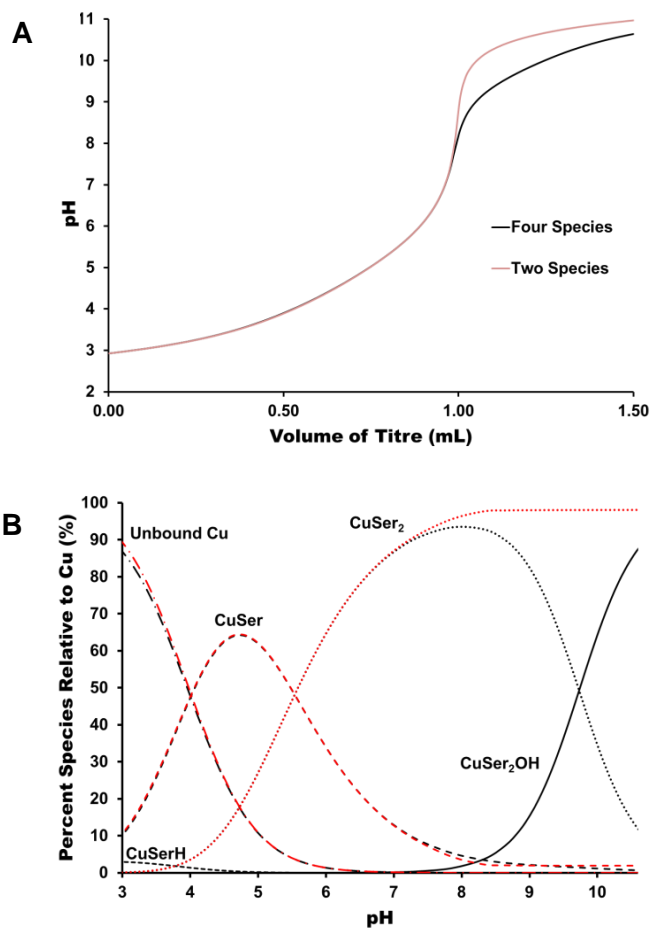 A
11
10
9
8
7
6
5
4
3
2
pH
Four Species
Two Species
0.00
0.50
1.00
1.50
Volume of Titre (mL)
B
100
90
80
70
60
50
40
30
20
10
0
Percent Species Relative to Cu (%)
Unbound Cu
CuSer₂
CuSer
CuSer₂OH
CuSerH
3
4
5
6
7
8
9
10
pH